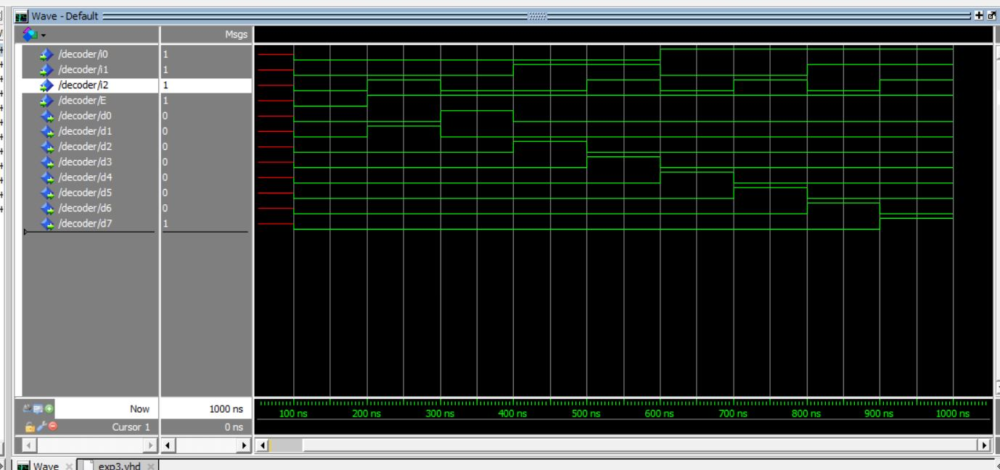 Wave - Default
Msgs
/decoder/i0 1
/decoder/i1 1
/decoder/i2 1
/decoder/E 1
/decoder/d0 0
/decoder/d1 0
/decoder/d2 0
/decoder/d3 0
/decoder/d4 0
/decoder/d5 0
/decoder/d6 0
/decoder/d7 1
Now 1000 ns
100 ns 200 ns 300 ns 400 ns 500 ns 600 ns 700 ns 800 ns 900 ns 1000 ns
Cursor 1 0 ns
Wave exp3.vhd